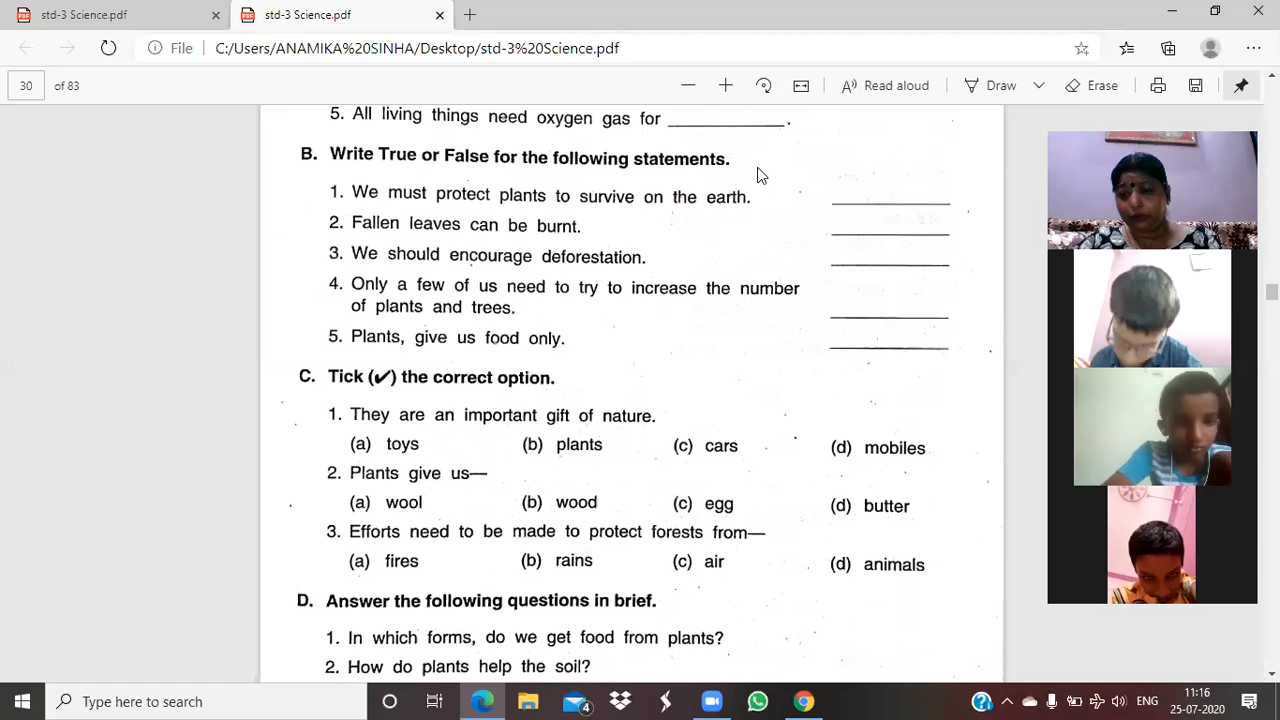 std-3 Science.pdf
std-3 Science.pdf
File
C:/Users/ANAMIKA%20SINHA/Desktop/std-3%20Science.pdf
30 of 83
Read aloud
Draw
Erase
5. All living things need oxygen gas for ____________.
B. Write True or False for the following statements.
1. We must protect plants to survive on the earth. ____________
2. Fallen leaves can be burnt. ____________
3. We should encourage deforestation. ____________
4. Only a few of us need to try to increase the number
of plants and trees. ____________
5. Plants, give us food only. ____________
C. Tick (✔) the correct option.
1. They are an important gift of nature.
(a) toys (b) plants (c) cars (d) mobiles
2. Plants give us—
(a) wool (b) wood (c) egg (d) butter
3. Efforts need to be made to protect forests from—
(a) fires (b) rains (c) air (d) animals
D. Answer the following questions in brief.
1. In which forms, do we get food from plants?
2. How do plants help the soil?
Type here to search
4
ENG
11:16
25-07-2020